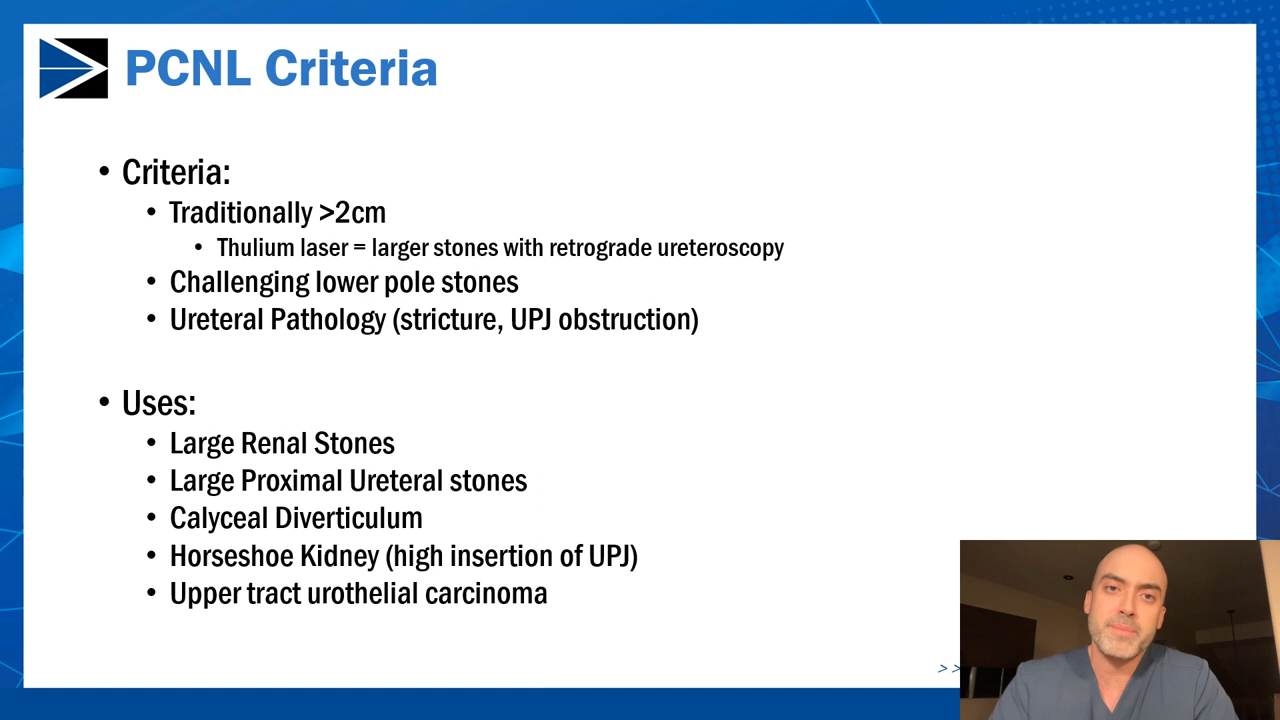 PCNL Criteria
• Criteria:
• Traditionally >2cm
• Thulium laser = larger stones with retrograde ureteroscopy
• Challenging lower pole stones
• Ureteral Pathology (stricture, UPJ obstruction)
• Uses:
• Large Renal Stones
• Large Proximal Ureteral stones
• Calyceal Diverticulum
• Horseshoe Kidney (high insertion of UPJ)
• Upper tract urothelial carcinoma
>>